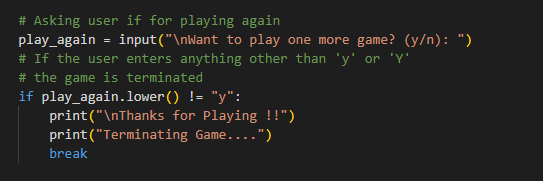 # Asking user if for playing again
play_again = input("\nWant to play one more game? (y/n): ")
# If the user enters anything other than 'y' or 'Y'
# the game is terminated
if play_again.lower() != "y":
    print("\nThanks for Playing !!")
    print("Terminating Game....")
    break